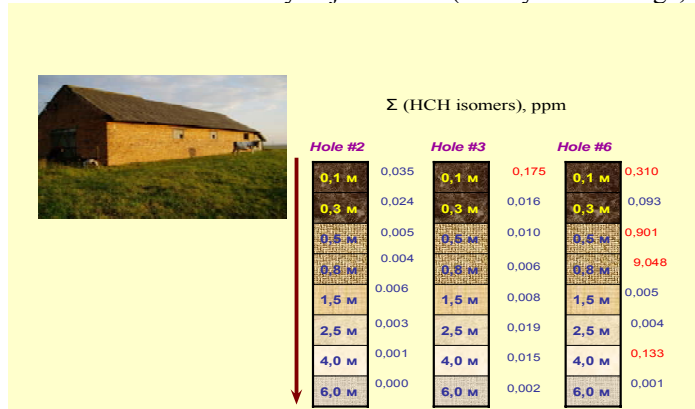 Σ (HCH isomers), ppm
Hole #2 Hole #3 Hole #6
0,1 м 0,035 0,1 м 0,175 0,1 м 0,310
0,3 м 0,024 0,3 м 0,016 0,3 м 0,093
0,5 м 0,005 0,5 м 0,010 0,5 м 0,901
0,8 м 0.004 0,8 м 0,006 0,8 м 9,048
1,5 м 0.006 1,5 м 0,008 1,5 м 0,005
2,5 м 0,003 2,5 м 0,019 2,5 м 0,004
4,0 м 0,001 4,0 м 0,015 4,0 м 0,133
6,0 м 0,000 6,0 м 0,002 6,0 м 0,001